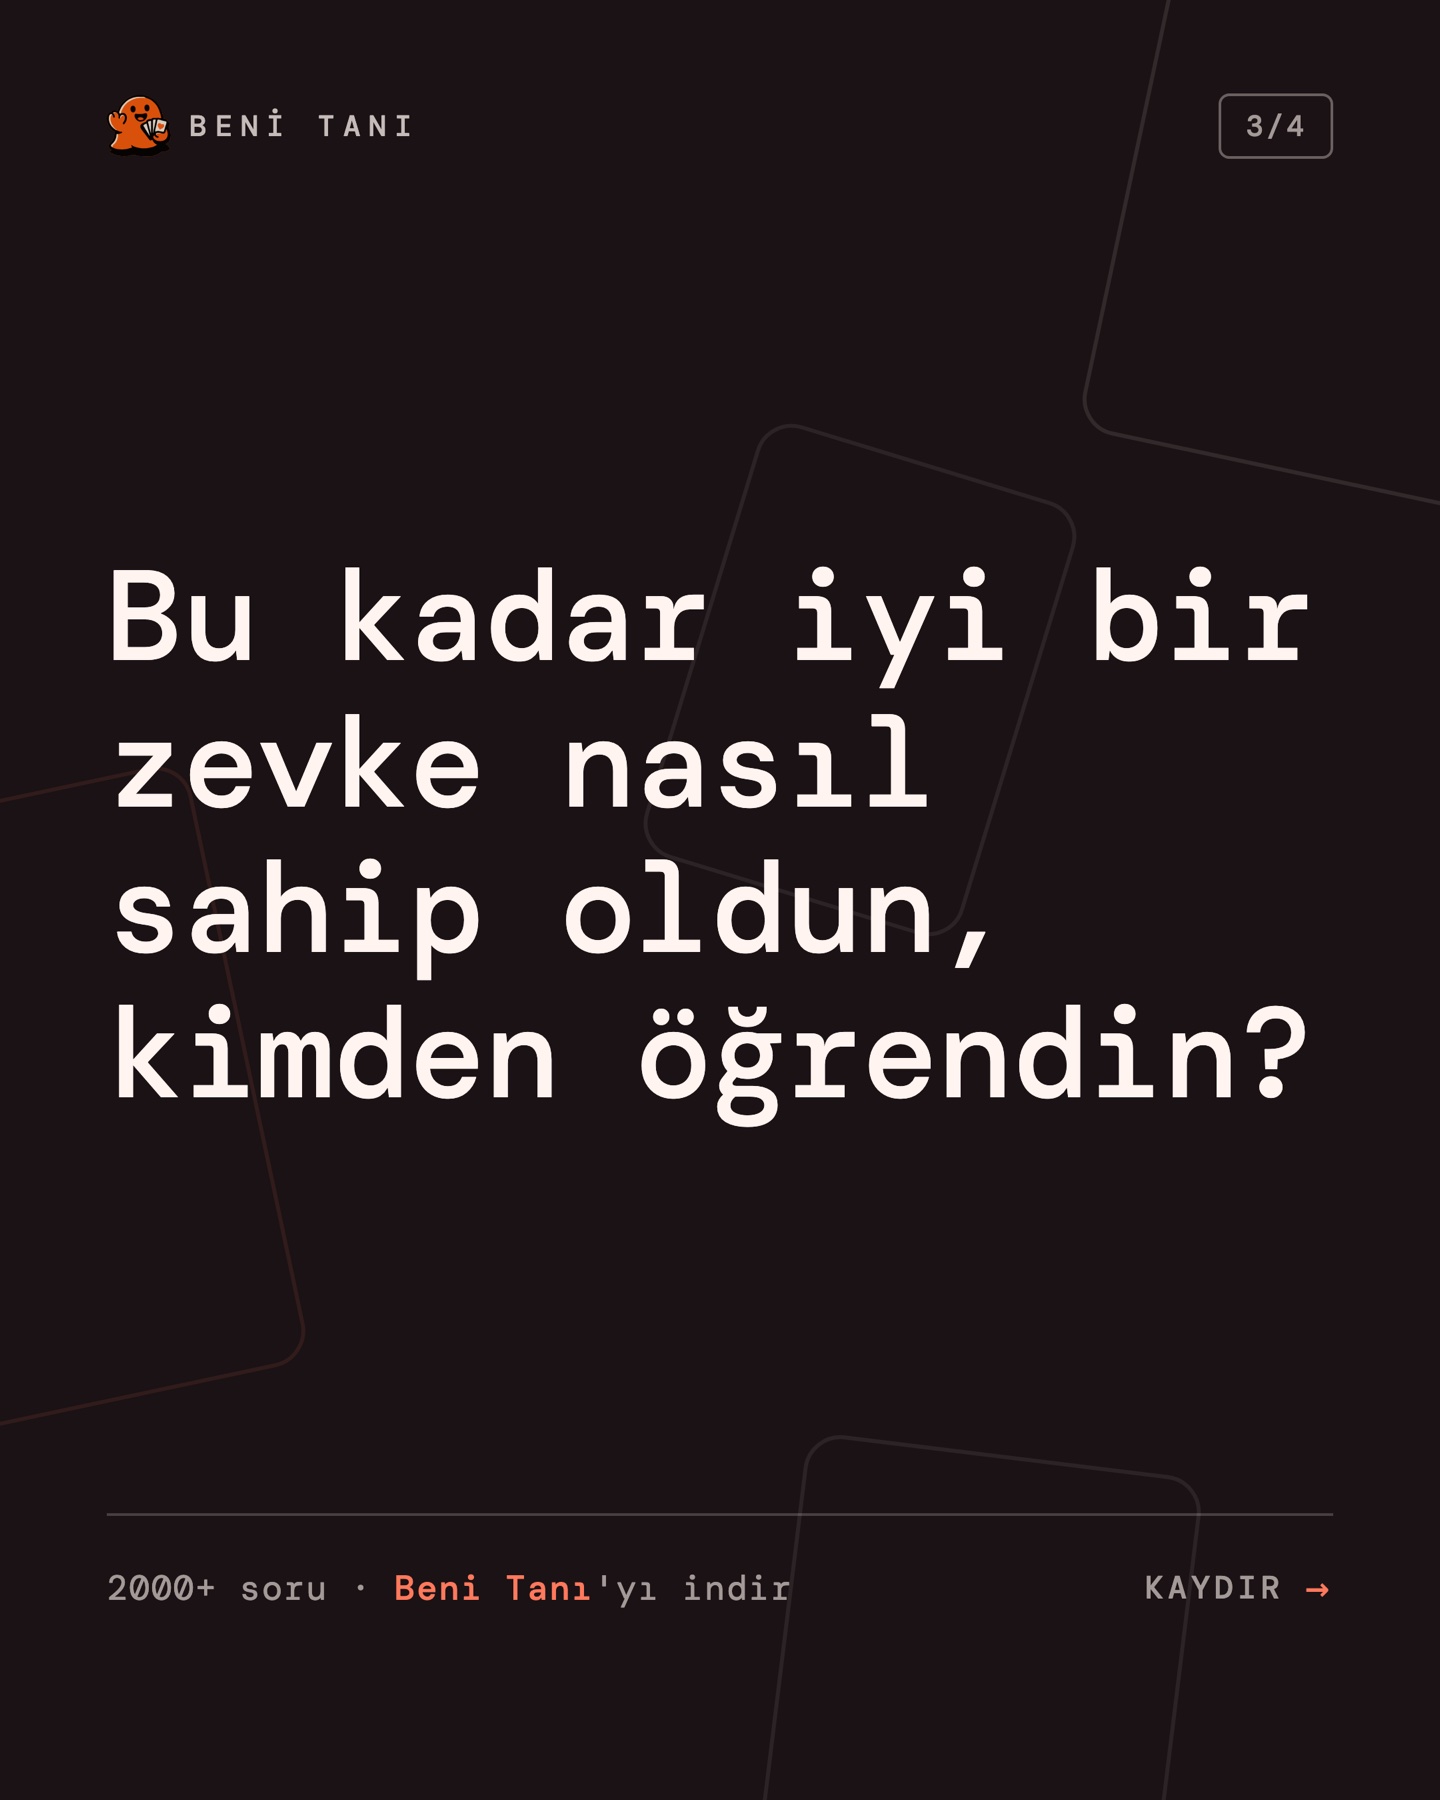 BENİ TANI
3/4
Bu kadar iyi bir
zevke nasıl
sahip oldun,
kimden öğrendin?
2000+ soru · Beni Tanı'yı indir
KAYDIR →